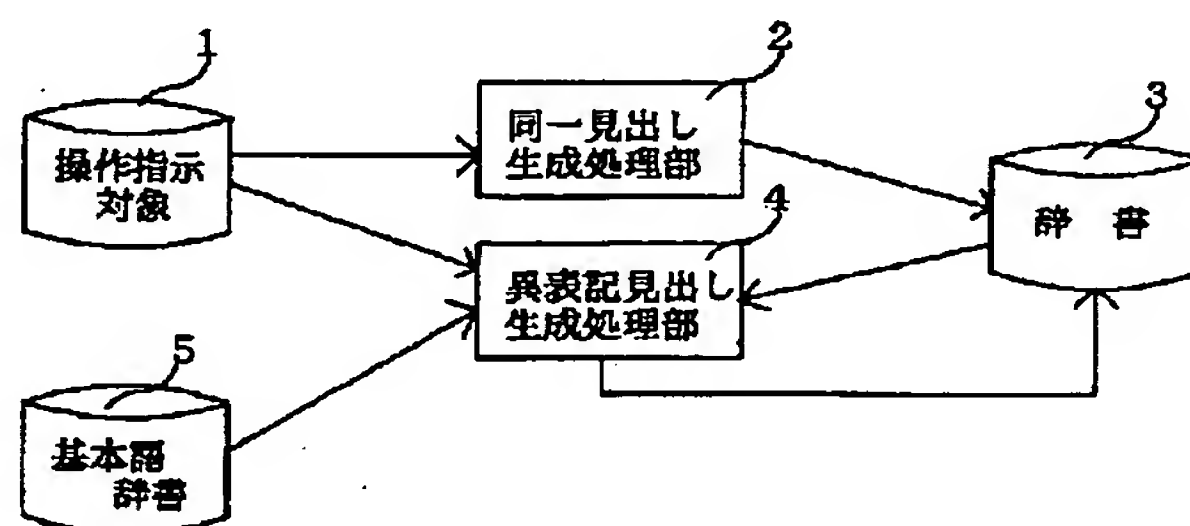 1
操作指示
対象
2
同一見出し
生成処理部
3
辞 書
4
異表記見出し
生成処理部
5
基本語
辞書